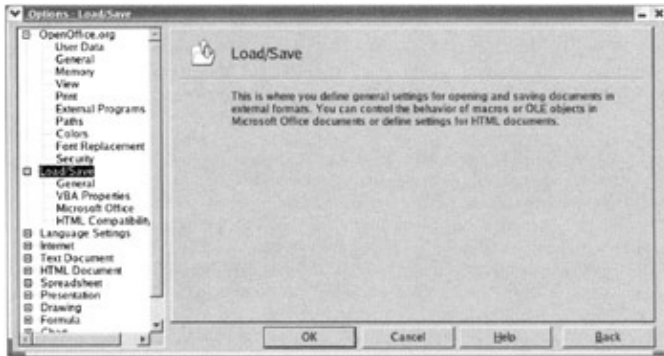 Options - Load/Save
OpenOffice.org
User Data
General
Memory
View
Print
External Programs
Paths
Colors
Font Replacement
Security
Load/Save
General
VBA Properties
Microsoft Office
HTML Compatibilit
Language Settings
Internet
Text Document
HTML Document
Spreadsheet
Presentation
Drawing
Formula
Chart
Load/Save
This is where you define general settings for opening and saving documents in
external formats. You can control the behavior of macros or OLE objects in
Microsoft Office documents or define settings for HTML documents.
OK
Cancel
Help
Back